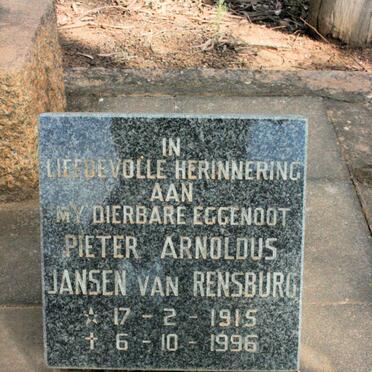 IN
LIEFDEVOLLE HERINNERING
AAN
MY DIERBARE EGGENOOT
PIETER ARNOLDUS
JANSEN VAN RENSBURG
☆ 17 - 2 - 1915
✝ 6 - 10 - 1996